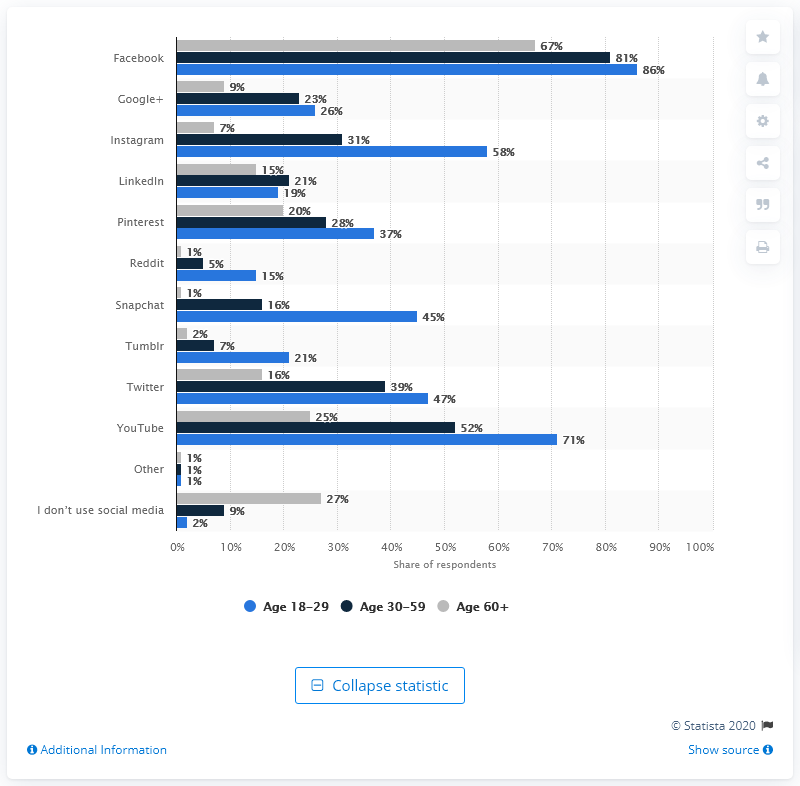 Facebook
67%
81%
86%
Google+
9%
23%
26%
Instagram
7%
31%
58%
LinkedIn
15%
21%
19%
Pinterest
20%
28%
37%
Reddit
1%
5%
15%
Snapchat
1%
16%
45%
Tumblr
2%
7%
21%
Twitter
16%
39%
47%
YouTube
25%
52%
71%
Other
1%
1%
1%
I don't use social media
27%
9%
2%
0% 10% 20% 30% 40% 50% 60% 70% 80% 90% 100%
Share of respondents
Age 18–29 Age 30–59 Age 60+
Collapse statistic
© Statista 2020
Additional Information
Show source